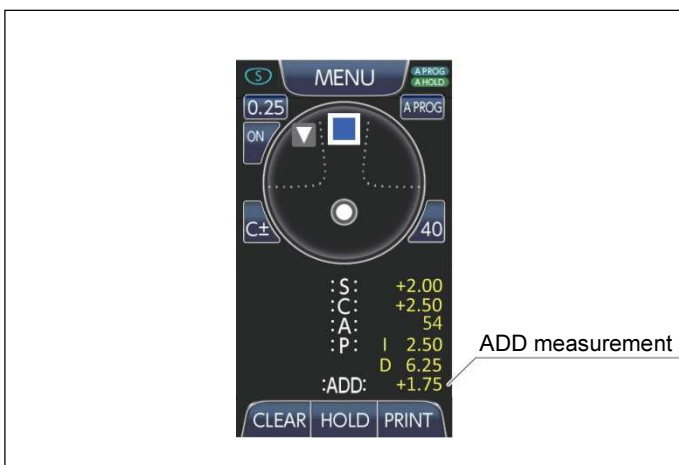 S MENU A PROG
A HOLD
0.25 A PROG
ON
C± 40
:S: +2.00
:C: +2.50
:A: 54
:P: I 2.50
D 6.25
:ADD: +1.75
ADD measurement
CLEAR HOLD PRINT